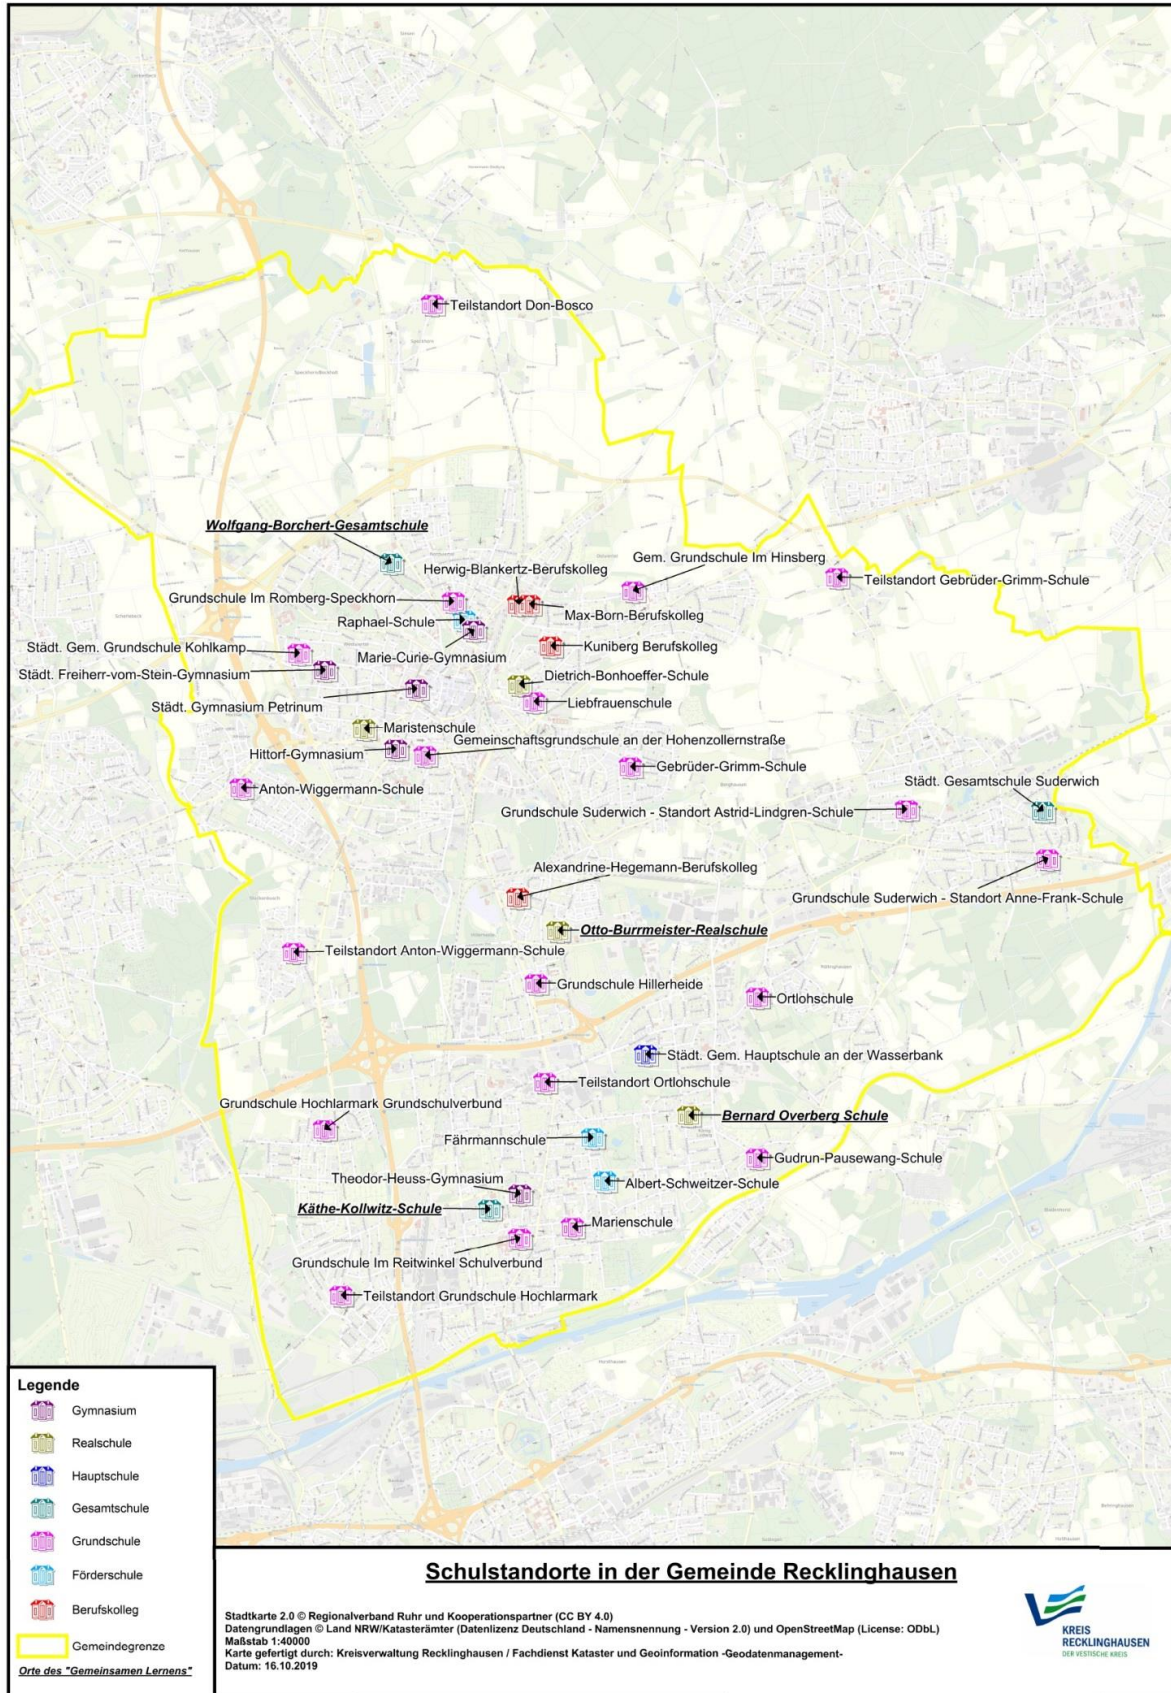 Teilstandort Don-Bosco
Wolfgang-Borchert-Gesamtschule
Gem. Grundschule Im Hinsberg
Herwig-Blankertz-Berufskolleg
Teilstandort Gebrüder-Grimm-Schule
Grundschule Im Romberg-Speckhorn
Max-Born-Berufskolleg
Raphael-Schule
Städt. Gem. Grundschule Kohlkamp
Kuniberg Berufskolleg
Marie-Curie-Gymnasium
Städt. Freiherr-vom-Stein-Gymnasium
Dietrich-Bonhoeffer-Schule
Städt. Gymnasium Petrinum
Liebfrauenschule
Maristenschule
Gemeinschaftsgrundschule an der Hohenzollernstraße
Hittorf-Gymnasium
Gebrüder-Grimm-Schule
Städt. Gesamtschule Suderwich
Anton-Wiggermann-Schule
Grundschule Suderwich - Standort Astrid-Lindgren-Schule
Alexandrine-Hegemann-Berufskolleg
Grundschule Suderwich - Standort Anne-Frank-Schule
Otto-Burrmeister-Realschule
Teilstandort Anton-Wiggermann-Schule
Grundschule Hillerheide
Ortlohschule
Städt. Gem. Hauptschule an der Wasserbank
Teilstandort Ortlohschule
Grundschule Hochlarmark Grundschulverbund
Bernard Overberg Schule
Fährmannschule
Gudrun-Pausewang-Schule
Theodor-Heuss-Gymnasium
Albert-Schweitzer-Schule
Käthe-Kollwitz-Schule
Marienschule
Grundschule Im Reitwinkel Schulverbund
Teilstandort Grundschule Hochlarmark
Legende
Gymnasium
Realschule
Hauptschule
Gesamtschule
Grundschule
Förderschule
Berufskolleg
Gemeindegrenze
Orte des "Gemeinsamen Lernens"
Schulstandorte in der Gemeinde Recklinghausen
Stadtkarte 2.0 © Regionalverband Ruhr und Kooperationspartner (CC BY 4.0)
Datengrundlagen © Land NRW/Katasterämter (Datenlizenz Deutschland - Namensnennung - Version 2.0) und OpenStreetMap (License: ODbL)
Maßstab 1:40000
Karte gefertigt durch: Kreisverwaltung Recklinghausen / Fachdienst Kataster und Geoinformation -Geodatenmanagement-
Datum: 16.10.2019
KREIS
RECKLINGHAUSEN
DER VESTISCHE KREIS